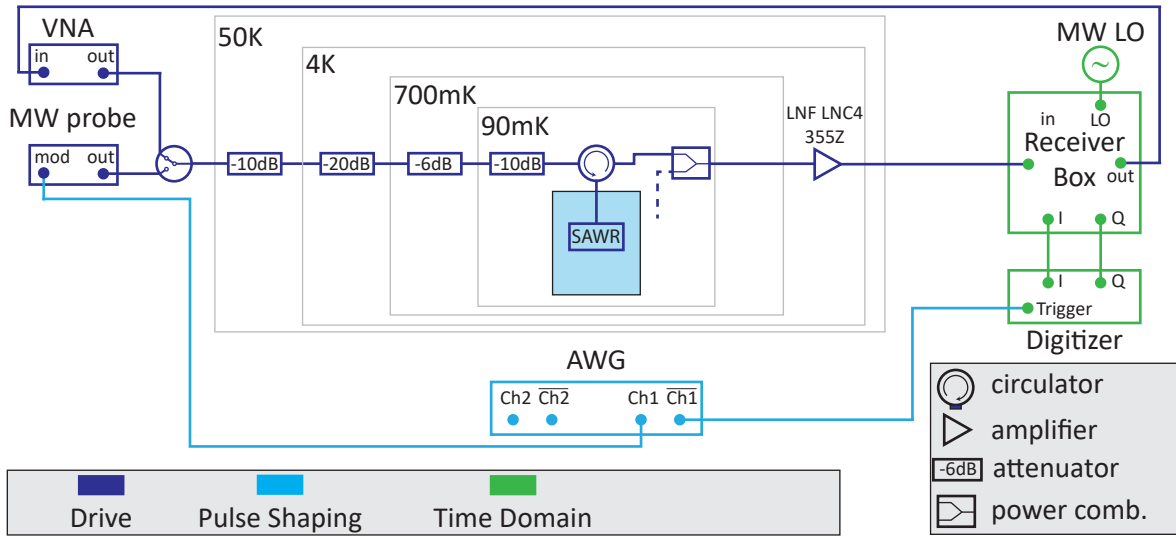 VNA
in out
MW probe
mod out
50K
4K
700mK
90mK
-10dB
-20dB
-6dB
-10dB
SAWR
LNF LNC4
355Z
MW LO
~
in LO
Receiver
Box
out
I Q
I Q
Trigger
Digitizer
AWG
Ch2 Ch2 Ch1 Ch1
circulator
amplifier
-6dB attenuator
power comb.
Drive Pulse Shaping Time Domain